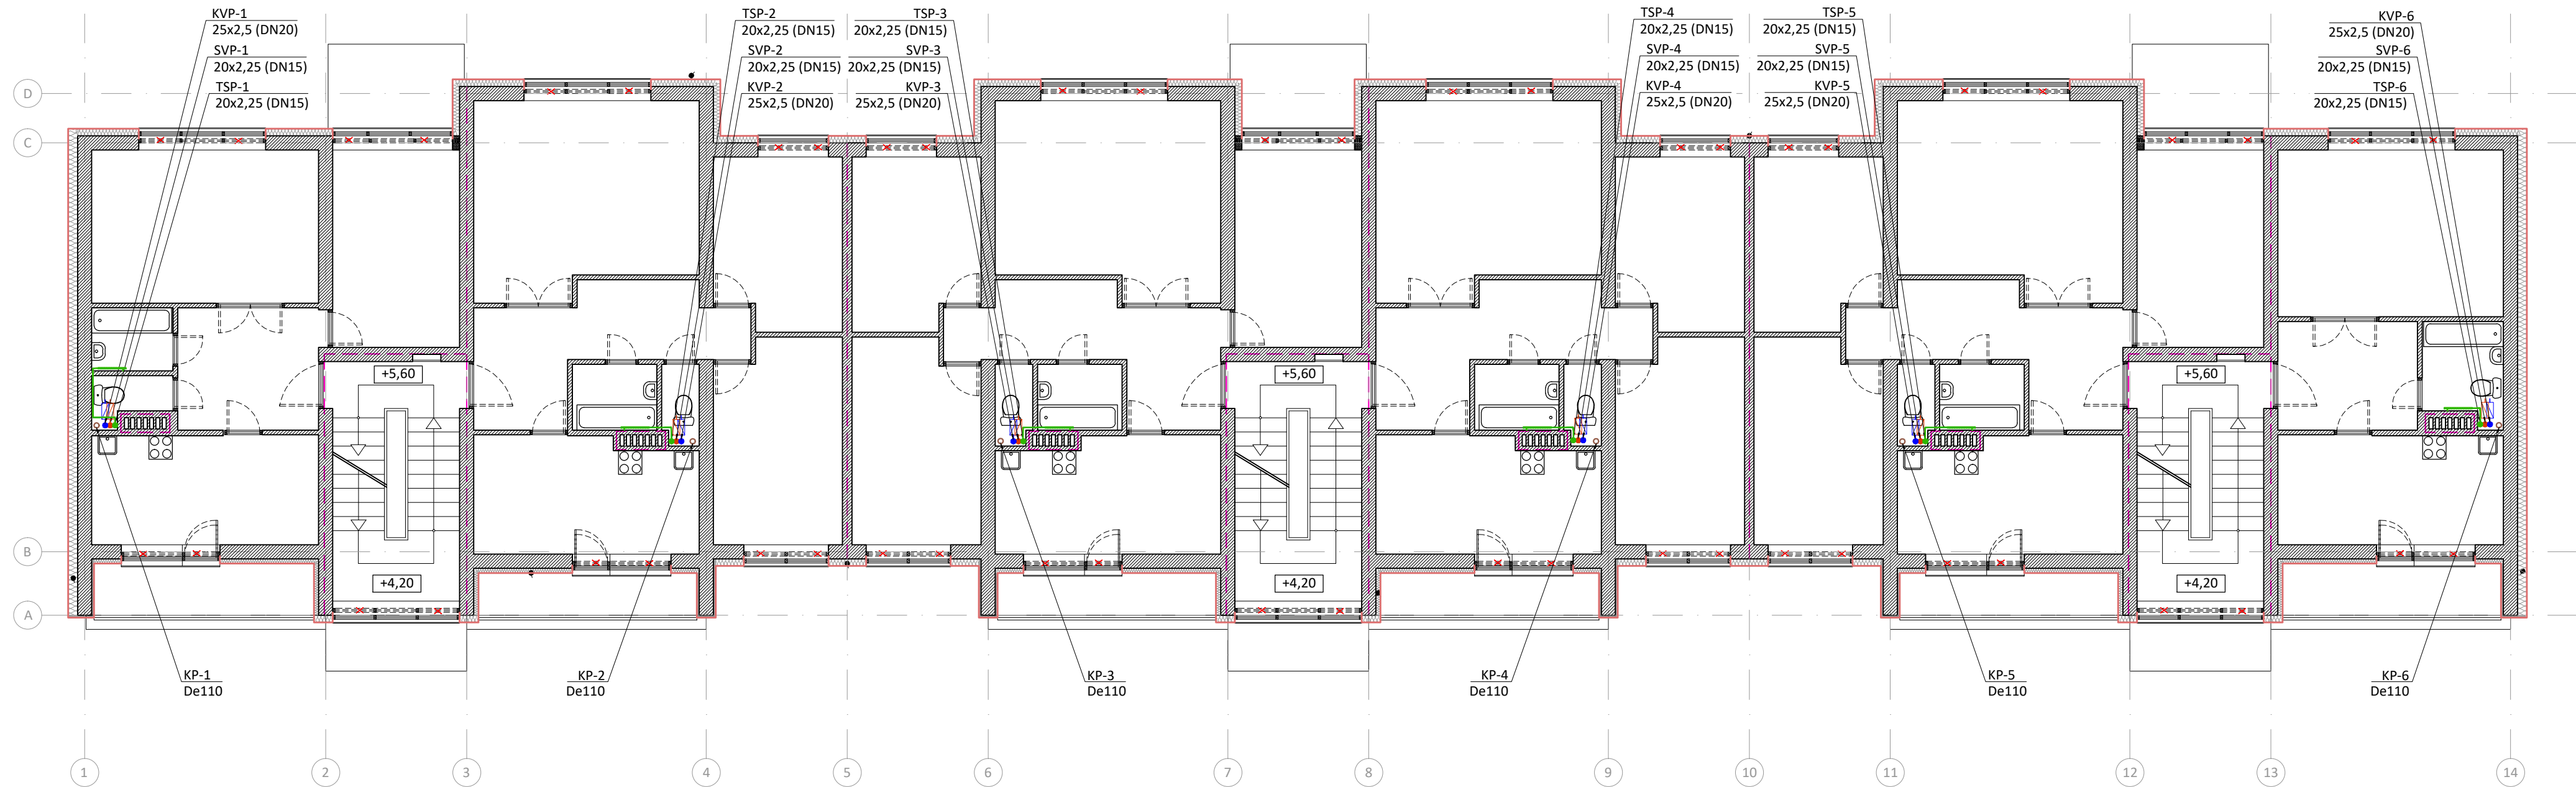 KVP-1
25x2,5 (DN20)
SVP-1
20x2,25 (DN15)
TSP-1
20x2,25 (DN15)
TSP-2
20x2,25 (DN15)
SVP-2
20x2,25 (DN15)
KVP-2
25x2,5 (DN20)
TSP-3
20x2,25 (DN15)
SVP-3
20x2,25 (DN15)
KVP-3
25x2,5 (DN20)
TSP-4
20x2,25 (DN15)
SVP-4
20x2,25 (DN15)
KVP-4
25x2,5 (DN20)
TSP-5
20x2,25 (DN15)
SVP-5
20x2,25 (DN15)
KVP-5
25x2,5 (DN20)
KVP-6
25x2,5 (DN20)
SVP-6
20x2,25 (DN15)
TSP-6
20x2,25 (DN15)
D
C
B
A
+5,60
+5,60
+5,60
+4,20
+4,20
+4,20
KP-1
De110
KP-2
De110
KP-3
De110
KP-4
De110
KP-5
De110
KP-6
De110
1
2
3
4
5
6
7
8
9
10
11
12
13
14